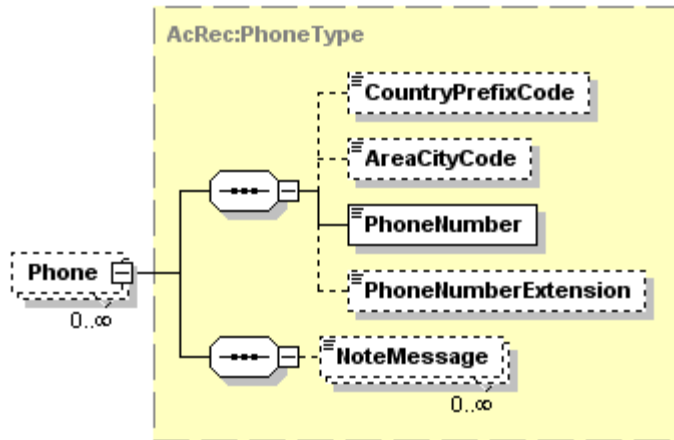 AcRec:PhoneType
CountryPrefixCode
AreaCityCode
PhoneNumber
Phone
0..∞
PhoneNumberExtension
NoteMessage
0..∞